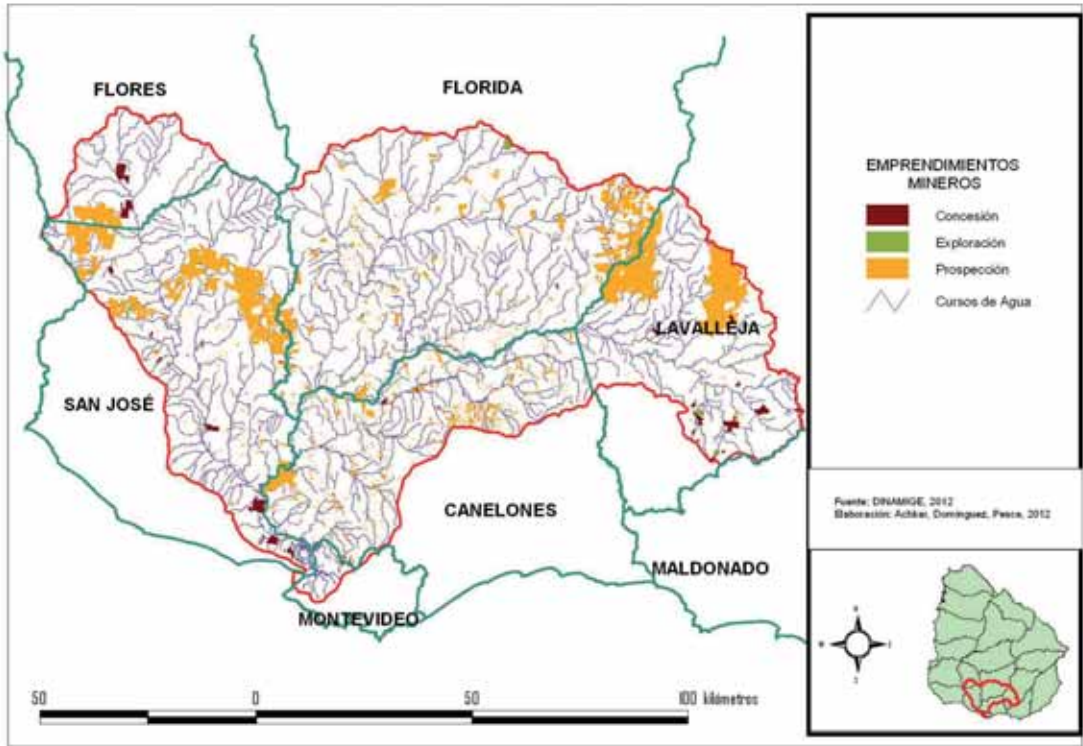 FLORES
FLORIDA
LAVALLÈJA
SAN JOSÉ
CANELONES
MALDONADO
MONTEVIDEO
50 0 50 100 kilómetros
EMPRENDIMIENTOS
MINEROS
Concesión
Exploración
Prospección
Cursos de Agua
Fuente: DINAMIGE, 2012
Elaboración: Achkar, Domínguez, Pesce, 2012